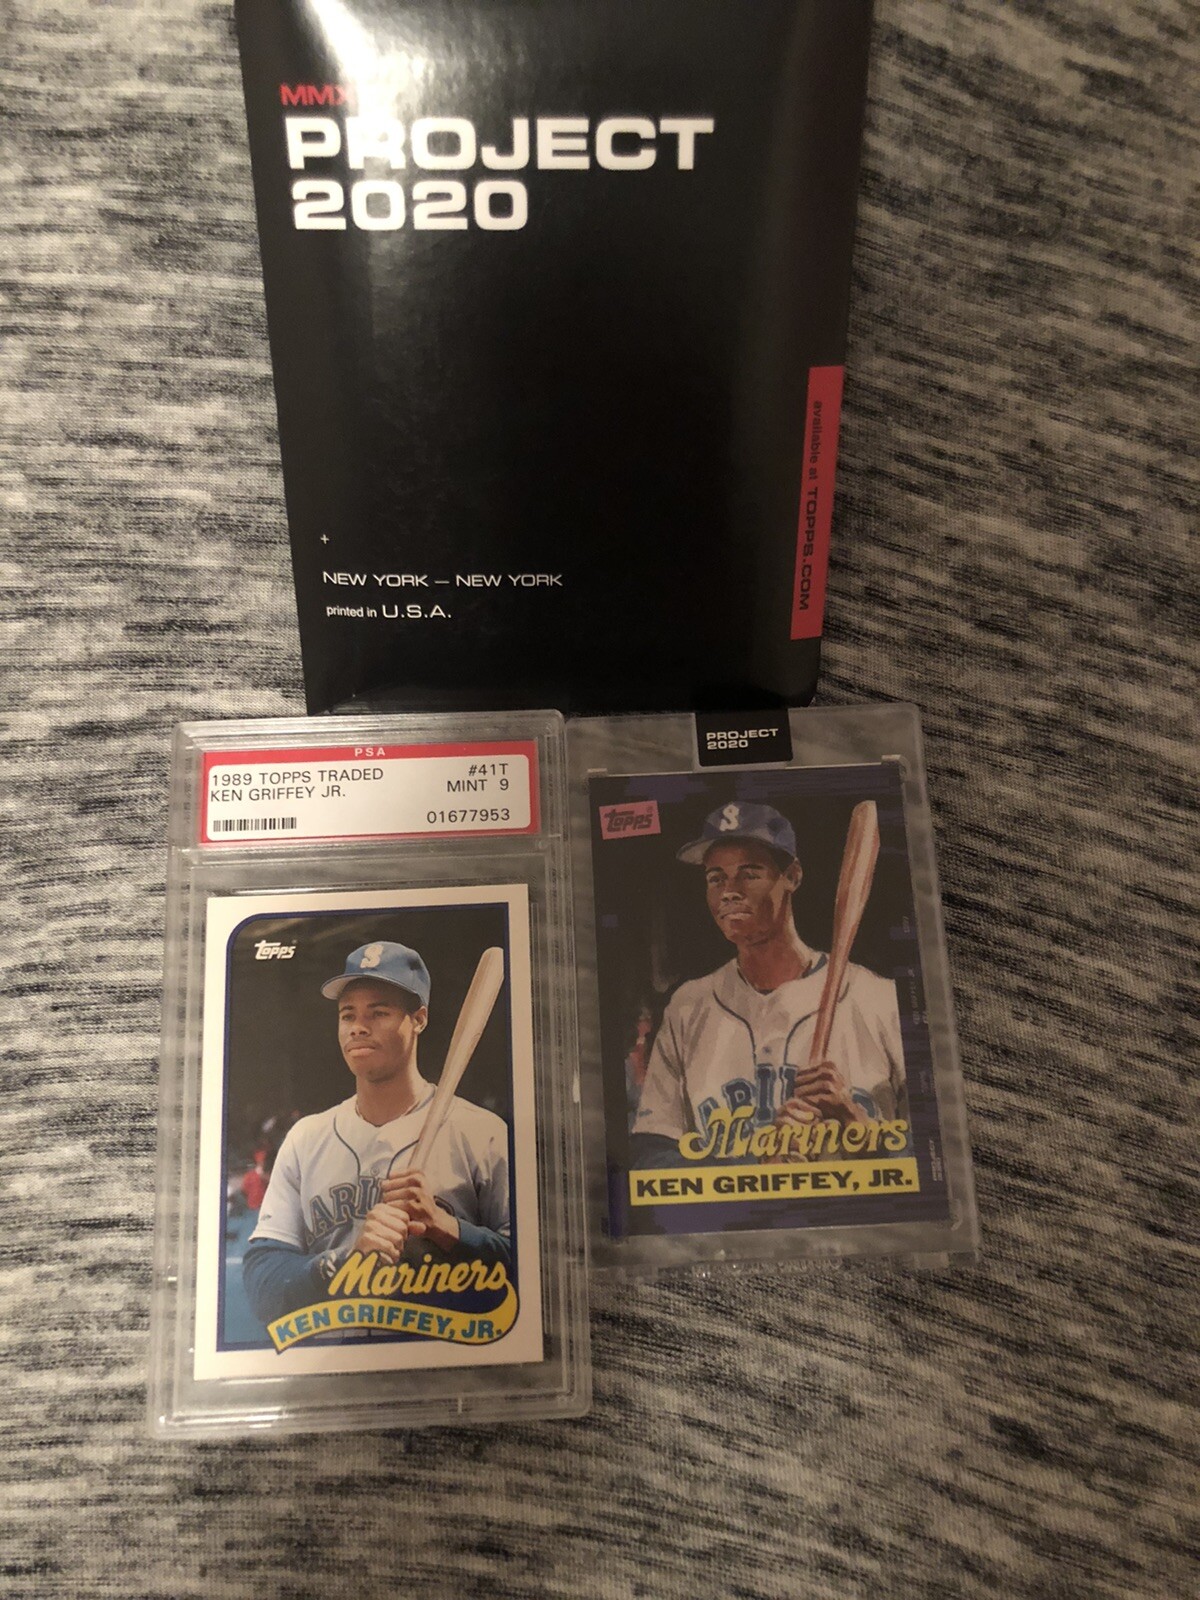 PROJECT
2020
available at TOPPS.COM
+
NEW YORK — NEW YORK
printed in U.S.A.
PSA
1989 TOPPS TRADED #41T
KEN GRIFFEY JR. MINT 9
01677953
topps
S
Mariners
KEN GRIFFEY, JR.
PROJECT
2020
topps
S
Mariners
KEN GRIFFEY, JR.